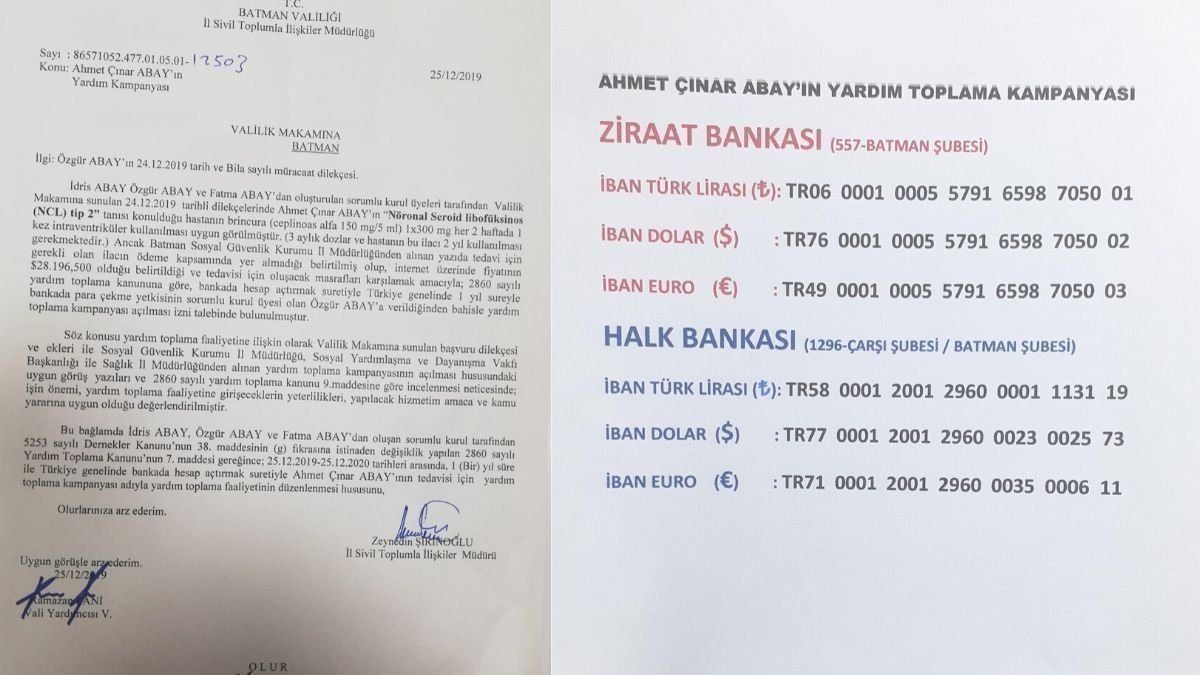 T.C.
BATMAN VALİLİĞİ
İl Sivil Toplumla İlişkiler Müdürlüğü
Sayı : 86571052.477.01.05.01-12503
Konu: Ahmet Çınar ABAY'ın
Yardım Kampanyası
25/12/2019
VALİLİK MAKAMINA
BATMAN
İlgi: Özgür ABAY'ın 24.12.2019 tarih ve Bila sayılı müracaat dilekçesi.
İdris ABAY Özgür ABAY ve Fatma ABAY'dan oluşturulan sorumlu kurul üyeleri tarafından Valilik
Makamına sunulan 24.12.2019 tarihli dilekçelerinde Ahmet Çınar ABAY'ın "Nöronal Seroid libofüksinos
(NCL) tip 2" tanısı konulduğu hastanın brincura (ceplinoas alfa 150 mg/5 ml) 1x300 mg her 2 haftada 1
kez intraventriküler kullanılması uygun görülmüştür. (3 aylık dozlar ve hastanın bu ilacı 2 yıl kullanılması
gerekmektedir.) Ancak Batman Sosyal Güvenlik Kurumu İl Müdürlüğünden alınan yazıda tedavi için
gerekli olan ilacın ödeme kapsamında yer almadığı belirtilmiş olup, internet üzerinde fiyatının
$28.196,500 olduğu belirtildiği ve tedavisi için oluşacak masrafları karşılamak amacıyla; 2860 sayılı
yardım toplama kanununa göre, bankada hesap açtırmak suretiyle Türkiye genelinde 1 yıl sureyle
bankada para çekme yetkisinin sorumlu kurul üyesi olan Özgür ABAY'a verildiğinden bahisle yardım
toplama kampanyası açılması izni talebinde bulunulmuştur.
Söz konusu yardım toplama faaliyetine ilişkin olarak Valilik Makamına sunulan başvuru dilekçesi
ve ekleri ile Sosyal Güvenlik Kurumu İl Müdürlüğü, Sosyal Yardımlaşma ve Dayanışma Vakfı
Başkanlığı ile Sağlık İl Müdürlüğünden alınan yardım toplama kampanyasının açılması hususundaki
uygun görüş yazıları ve 2860 sayılı yardım toplama kanunu 9.maddesine göre incelenmesi neticesinde;
işin önemi, yardım toplama faaliyetine girişeceklerin yeterlilikleri, yapılacak hizmetim amaca ve kamu
yararına uygun olduğu değerlendirilmiştir.
Bu bağlamda İdris ABAY, Özgür ABAY ve Fatma ABAY'dan oluşan sorumlu kurul tarafından
5253 sayılı Dernekler Kanunu'nun 38. maddesinin (g) fikrasına istinaden değişiklik yapılan 2860 sayılı
Yardım Toplama Kanunu'nun 7. maddesi gereğince; 25.12.2019-25.12.2020 tarihleri arasında, 1 (Bir) yıl süre
ile Türkiye genelinde bankada hesap açtırmak suretiyle Ahmet Çınar ABAY'ının tedavisi için yardım
toplama kampanyası adıyla yardım toplama faaliyetinin düzenlenmesi hususunu,
Olurlarınıza arz ederim.
Zeynedin ŞİRİNOĞLU
İl Sivil Toplumla İlişkiler Müdürü
Uygun görüşle arz ederim.
25/12/2019
Ramazan
Vali Yardımcısı V.
OLUR
AHMET ÇINAR ABAY'IN YARDIM TOPLAMA KAMPANYASI
ZİRAAT BANKASI (557-BATMAN ŞUBESİ)
İBAN TÜRK LİRASI (₺): TR06 0001 0005 5791 6598 7050 01
İBAN DOLAR ($) : TR76 0001 0005 5791 6598 7050 02
İBAN EURO (€) : TR49 0001 0005 5791 6598 7050 03
HALK BANKASI (1296-ÇARŞI ŞUBESİ / BATMAN ŞUBESİ)
İBAN TÜRK LİRASI (₺): TR58 0001 2001 2960 0001 1131 19
İBAN DOLAR ($) : TR77 0001 2001 2960 0023 0025 73
İBAN EURO (€) : TR71 0001 2001 2960 0035 0006 11